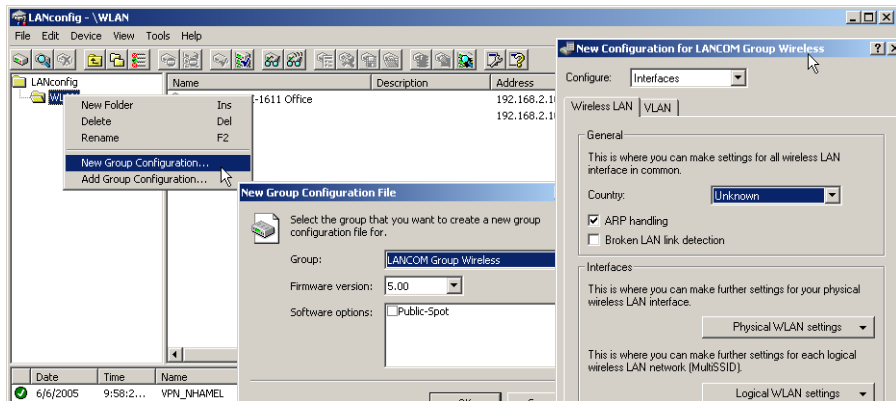 LANconfig - \WLAN
File Edit Device View Tools Help
LANconfig
WLAN
Name Description Address
-1611 Office 192.168.2.1
192.168.2.1
New Folder Ins
Delete Del
Rename F2
New Group Configuration...
Add Group Configuration...
New Group Configuration File
Select the group that you want to create a new group
configuration file for.
Group: LANCOM Group Wireless
Firmware version: 5.00
Software options: Public-Spot
Date Time Name
6/6/2005 9:58:2... VPN_NHAMEL
New Configuration for LANCOM Group Wireless
Configure: Interfaces
Wireless LAN VLAN
General
This is where you can make settings for all wireless LAN
interface in common.
Country: Unknown
ARP handling
Broken LAN link detection
Interfaces
This is where you can make further settings for your physical
wireless LAN interface.
Physical WLAN settings
This is where you can make further settings for each logical
wireless LAN network (MultiSSID).
Logical WLAN settings